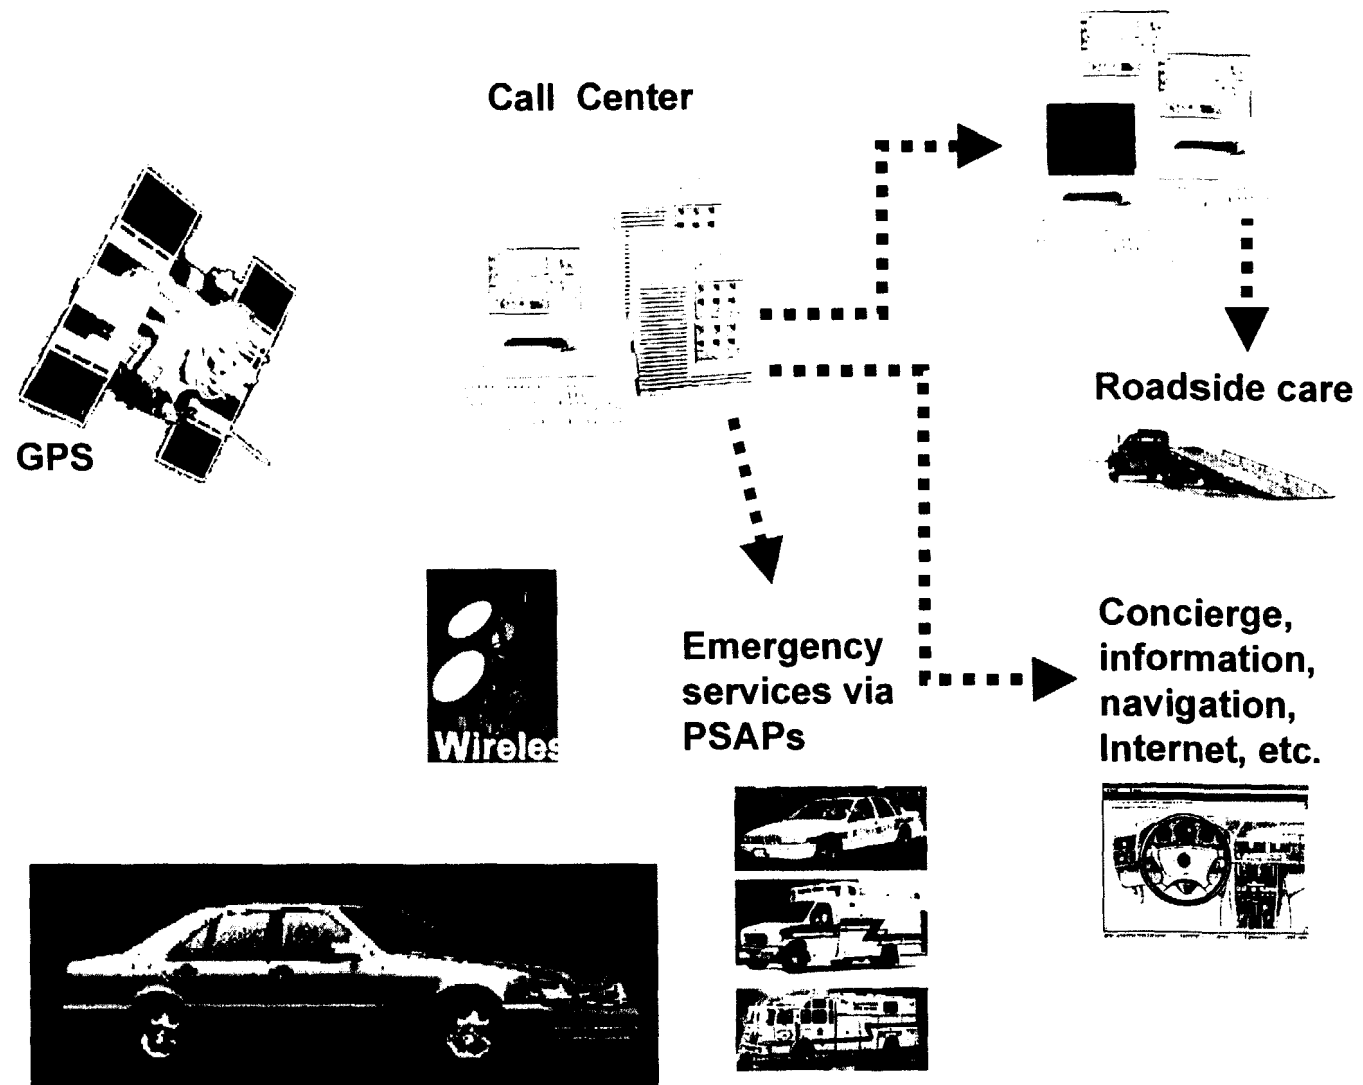 Call Center
GPS
Roadside care
Wireles
Emergency
services via
PSAPs
Concierge,
information,
navigation,
Internet, etc.